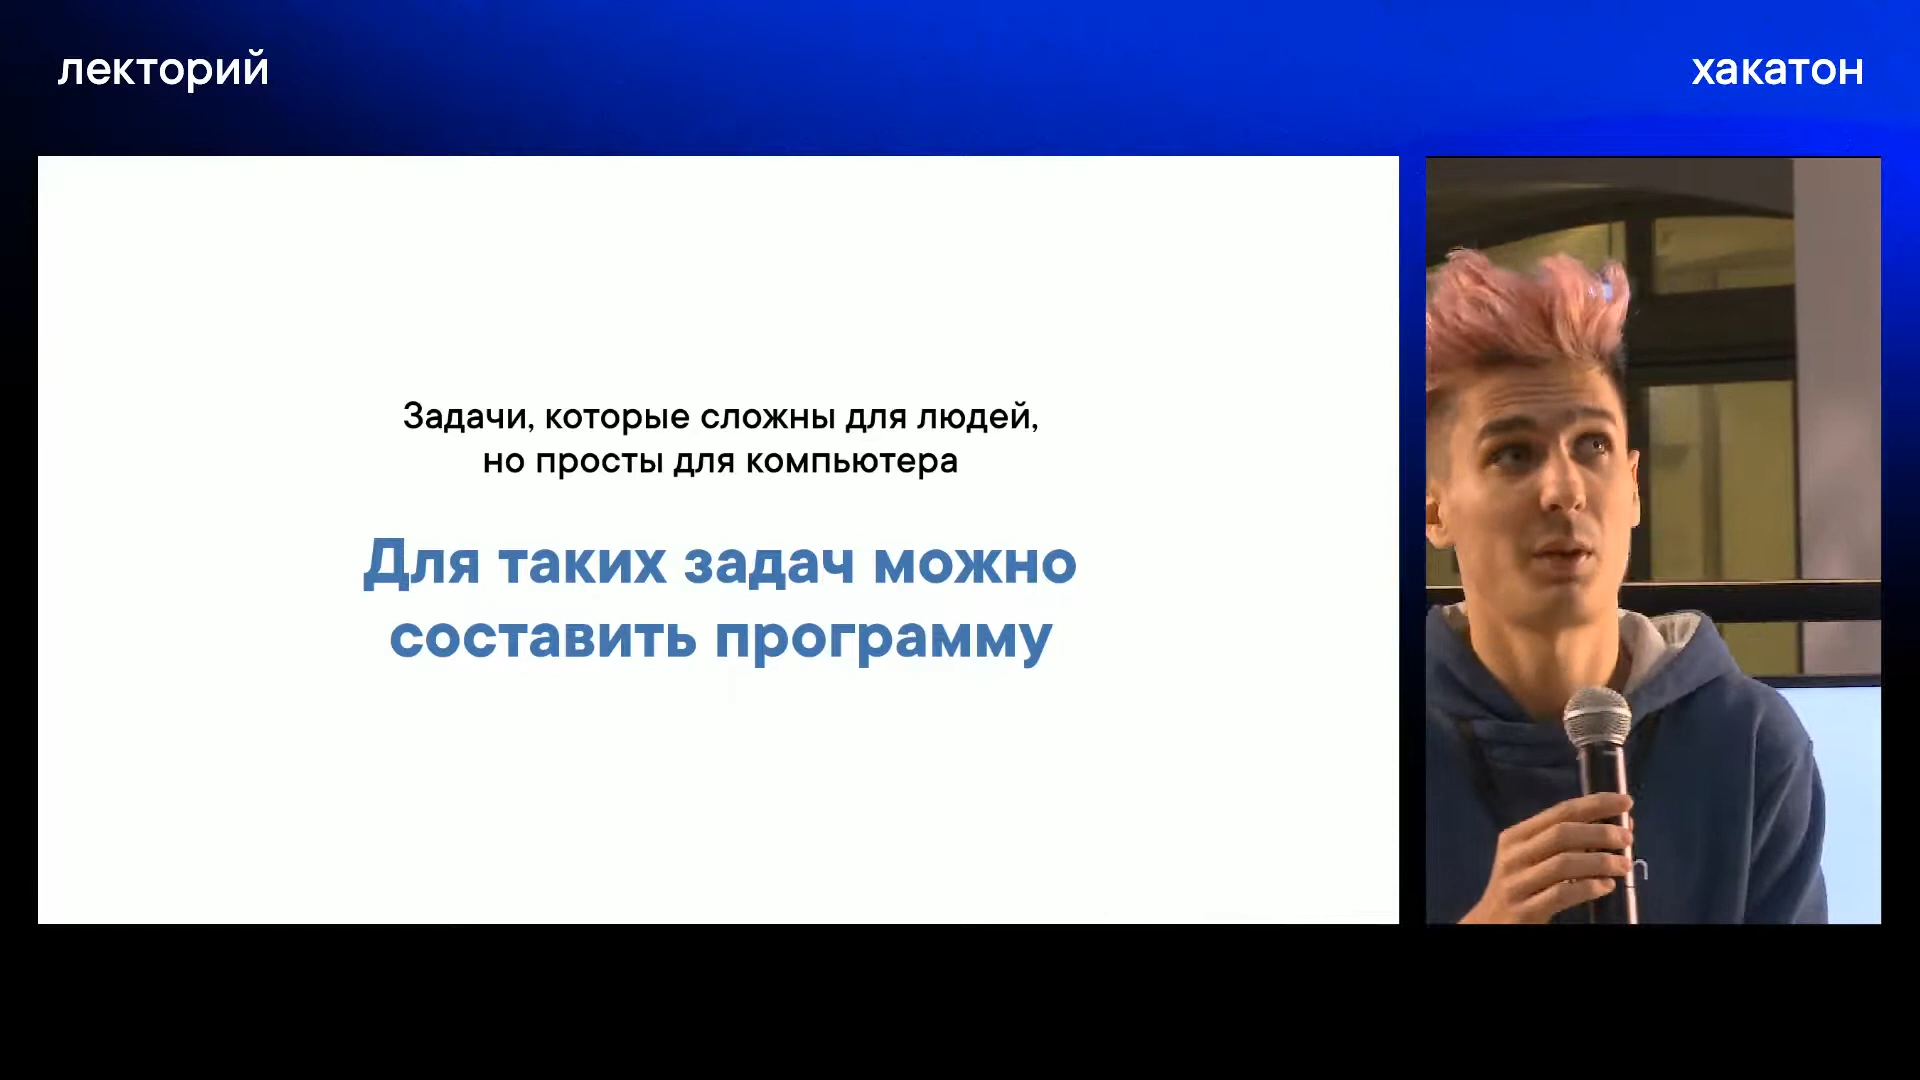 лекторий
хакатон
Задачи, которые сложны для людей,
но просты для компьютера
Для таких задач можно
составить программу